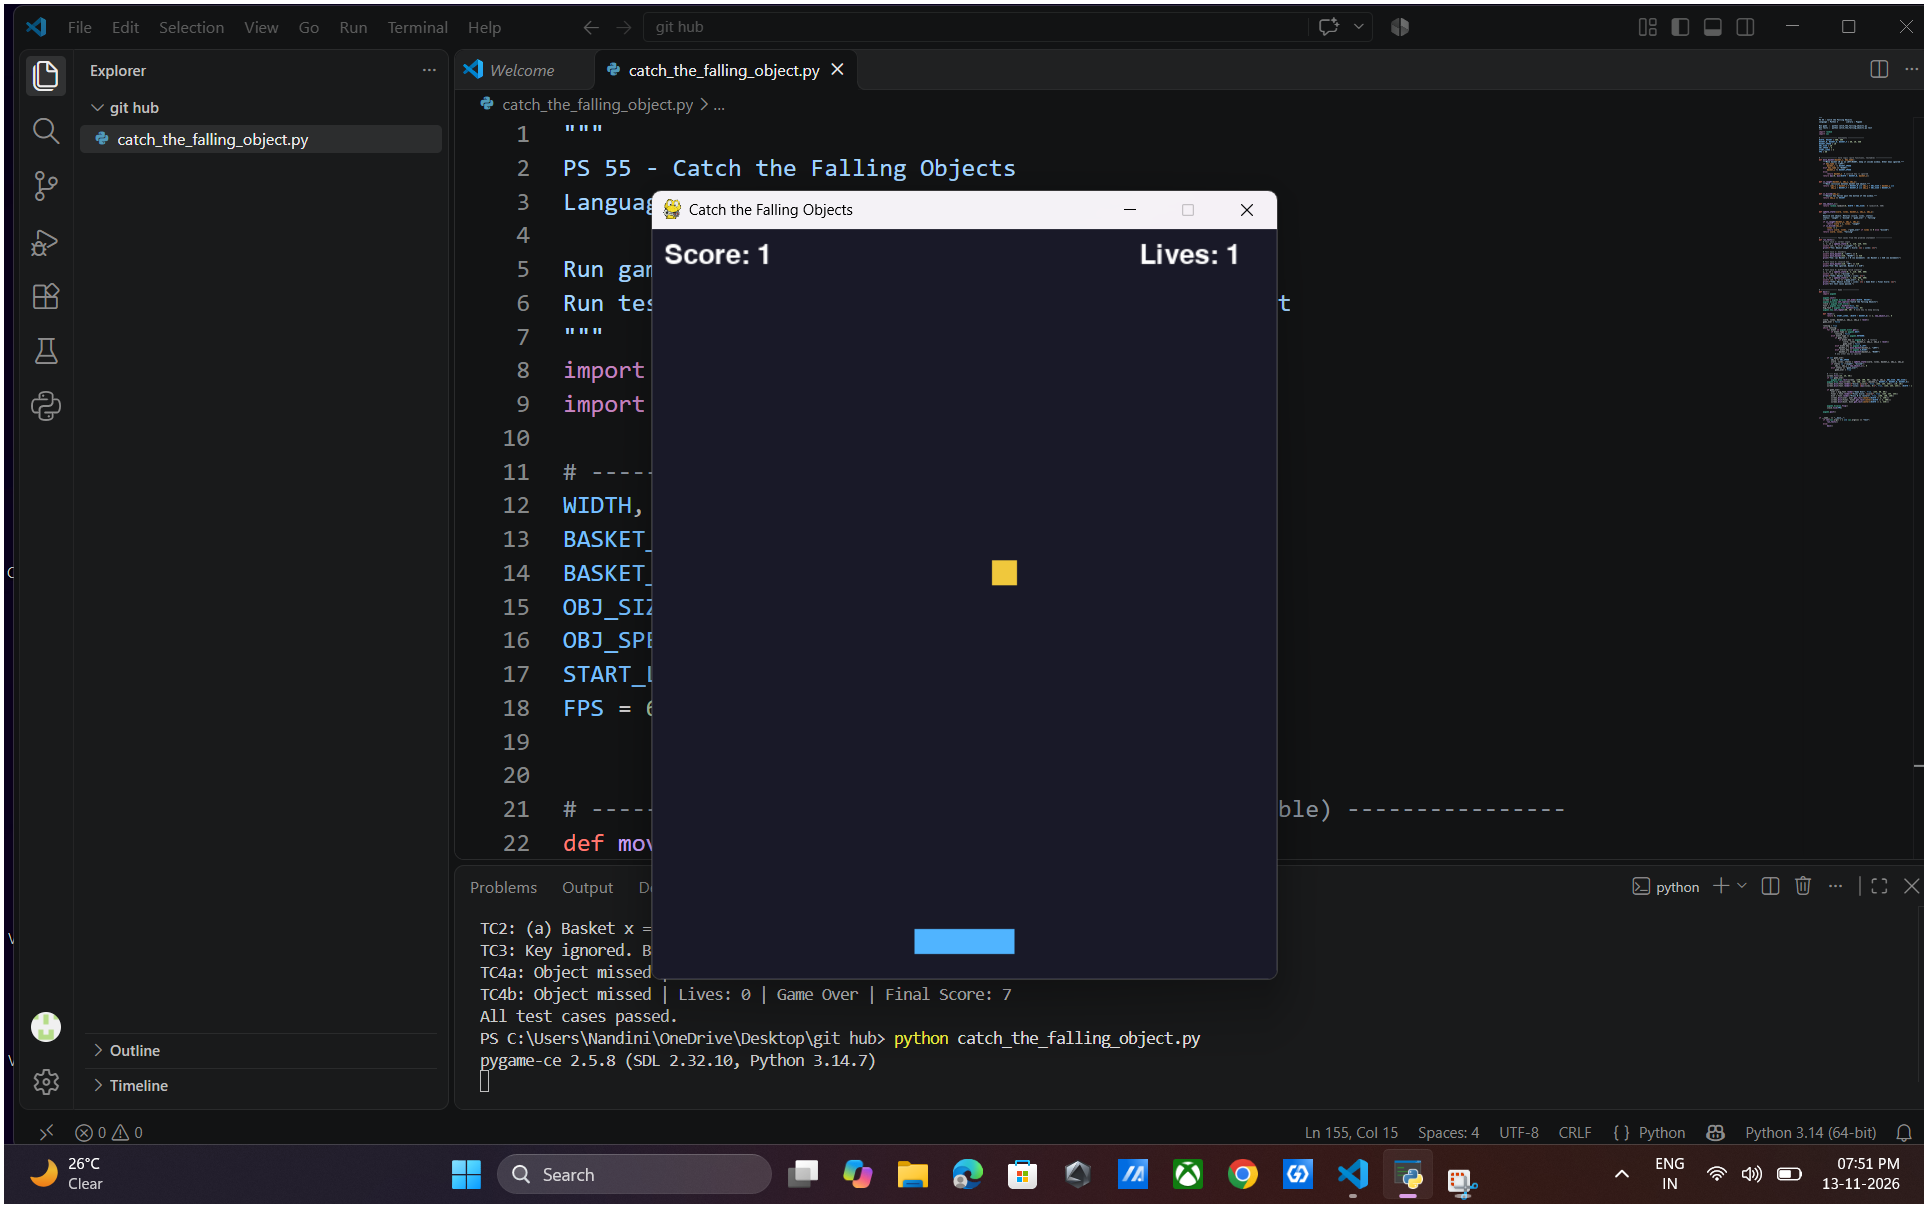 File Edit Selection View Go Run Terminal Help
git hub
Explorer
git hub
catch_the_falling_object.py
Outline
Timeline
Welcome
catch_the_falling_object.py
catch_the_falling_object.py > ...
1 """
2 PS 55 - Catch the Falling Objects
3 Languag
4
5 Run gam
6 Run tes t
7 """
8 import
9 import
10
11 # -----
12 WIDTH,
13 BASKET_
14 BASKET_
15 OBJ_SIZ
16 OBJ_SPE
17 START_L
18 FPS = 6
19
20
21 # ----- ble) ----------------
22 def mov
Catch the Falling Objects
Score: 1 Lives: 1
Problems Output De
python
TC2: (a) Basket x =
TC3: Key ignored. B
TC4a: Object missed
TC4b: Object missed | Lives: 0 | Game Over | Final Score: 7
All test cases passed.
PS C:\Users\Nandini\OneDrive\Desktop\git hub> python catch_the_falling_object.py
pygame-ce 2.5.8 (SDL 2.32.10, Python 3.14.7)
0 0
Ln 155, Col 15 Spaces: 4 UTF-8 CRLF { } Python Python 3.14 (64-bit)
26°C
Clear
Search
ENG
IN
07:51 PM
13-11-2026